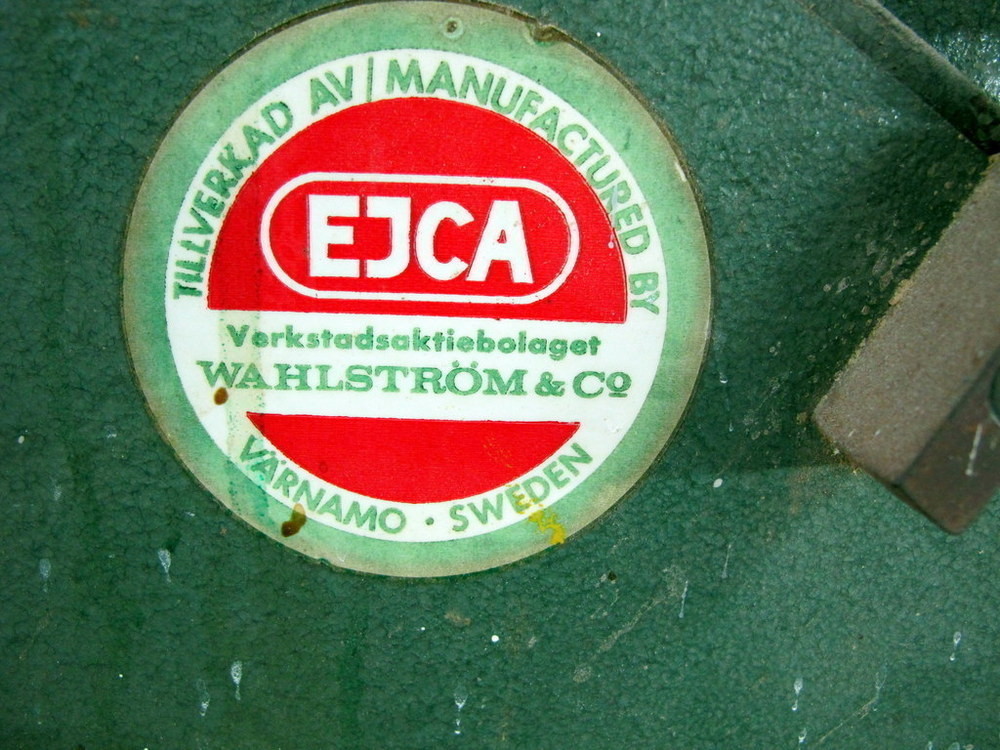 TILLVERKAD AV | MANUFACTURED BY
EJCA
Verkstadsaktiebolaget
WAHLSTRÖM & Cº
VÄRNAMO · SWEDEN